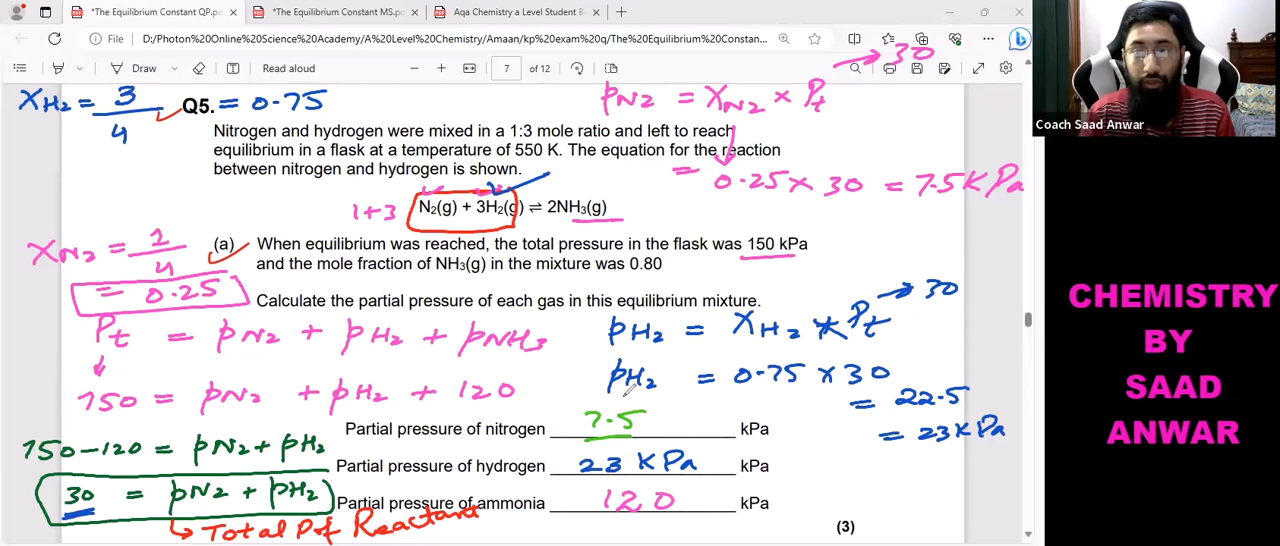 *The Equilibrium Constant QP.pd
*The Equilibrium Constant MS.pd
Aqa Chemistry a Level Student B
D:/Photon%20Online%20Science%20Academy/A%20Level%20Chemistry/Amaan/kp%20exam%20q/The%20Equilibrium%20Constan...
Draw
Read aloud
7 of 12
→ 30
XH2 = 3/4 = 0.75
pN2 = XN2 × Pt
= 0.25 × 30 = 7.5 KPa
Q5.
Nitrogen and hydrogen were mixed in a 1:3 mole ratio and left to reach
equilibrium in a flask at a temperature of 550 K. The equation for the reaction
between nitrogen and hydrogen is shown.
1+3
N2(g) + 3H2(g) ⇌ 2NH3(g)
XN2 = 1/4
= 0.25
(a) When equilibrium was reached, the total pressure in the flask was 150 kPa
and the mole fraction of NH3(g) in the mixture was 0.80
Calculate the partial pressure of each gas in this equilibrium mixture.
Pt = pN2 + pH2 + pNH3
150 = pN2 + pH2 + 120
150-120 = pN2 + pH2
30 = pN2 + pH2
↳ Total P of Reactant
pH2 = XH2 * Pt → 30
pH2 = 0.75 × 30
= 22.5
= 23 KPa
Partial pressure of nitrogen 7.5 kPa
Partial pressure of hydrogen 23 KPa kPa
Partial pressure of ammonia 120 kPa
(3)
Coach Saad Anwar
CHEMISTRY
BY
SAAD
ANWAR